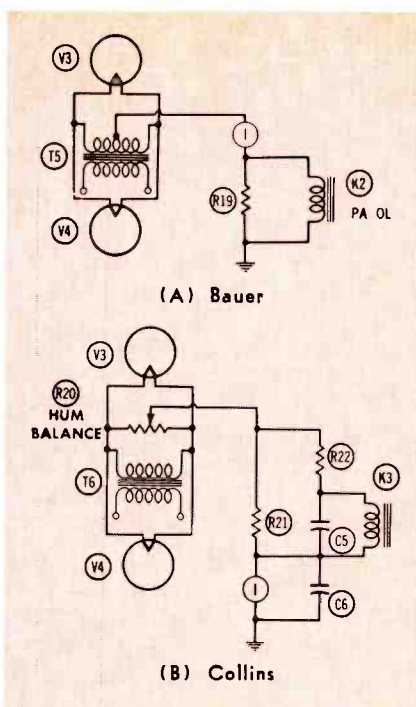 V3
T5
I
R19
K2
PA OL
V4
(A) Bauer
V3
R20
HUM
BALANCE
R22
K3
T6
R21
C5
V4
I
C6
(B) Collins